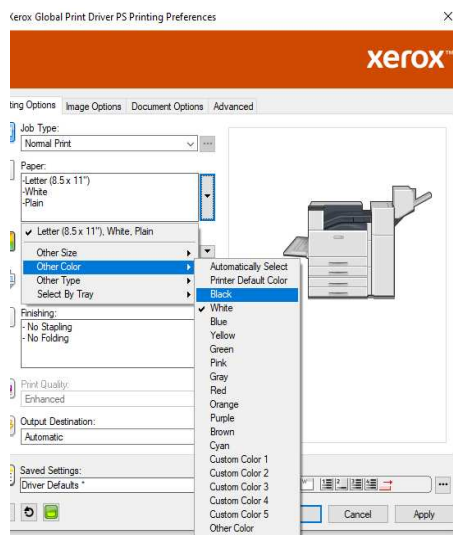 Xerox Global Print Driver PS Printing Preferences
xerox™
ting Options Image Options Document Options Advanced
Job Type:
Normal Print
Paper:
-Letter (8.5 x 11")
-White
-Plain
Letter (8.5 x 11"), White, Plain
Other Size
Other Color
Other Type
Select By Tray
Automatically Select
Printer Default Color
Black
White
Blue
Yellow
Green
Pink
Gray
Red
Orange
Purple
Brown
Cyan
Custom Color 1
Custom Color 2
Custom Color 3
Custom Color 4
Custom Color 5
Other Color
Finishing:
- No Stapling
- No Folding
Print Quality:
Enhanced
Output Destination:
Automatic
Saved Settings:
Driver Defaults *
Cancel Apply